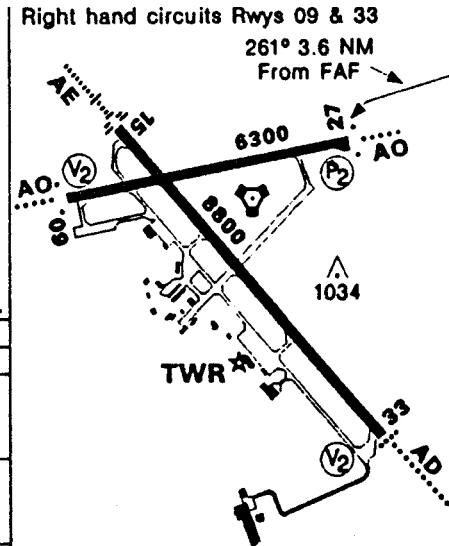 Right hand circuits Rwys 09 & 33
261° 3.6 NM
From FAF
AE
15
27
6300
V2
AO
P2
AO
09
8800
1034
TWR
33
V2
AD